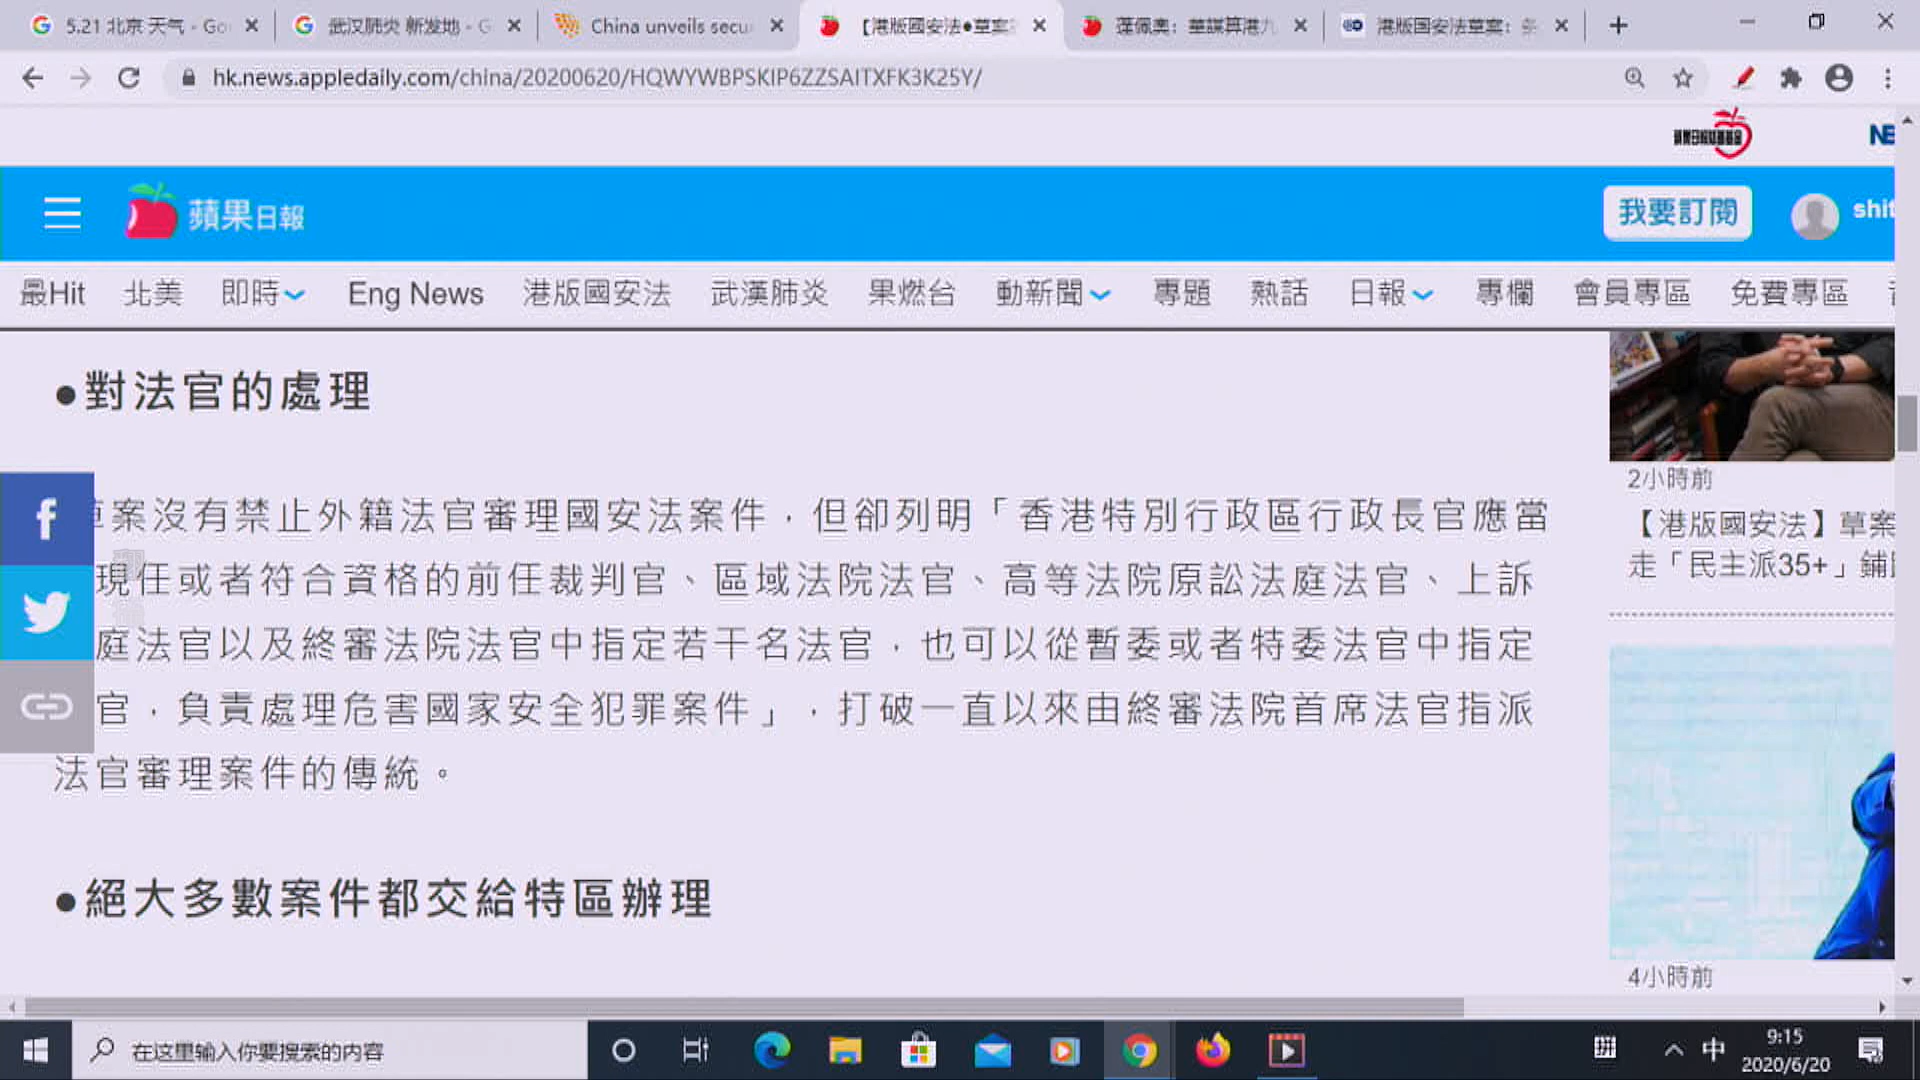 5.21 北京 天气 - Go
武汉肺炎 新发地 - G
China unveils secu
【港版國安法●草案
蓬佩奧：華謀算港九
港版国安法草案：
hk.news.appledaily.com/china/20200620/HQWYWBPSKIP6ZZSAITXFK3K25Y/
蘋果日報
我要訂閱
shit
最Hit 北美 即時 Eng News 港版國安法 武漢肺炎 果燃台 動新聞 專題 熱話 日報 專欄 會員專區 免費專區
●對法官的處理
草案沒有禁止外籍法官審理國安法案件，但卻列明「香港特別行政區行政長官應當
現任或者符合資格的前任裁判官、區域法院法官、高等法院原訟法庭法官、上訴
庭法官以及終審法院法官中指定若干名法官，也可以從暫委或者特委法官中指定
官，負責處理危害國家安全犯罪案件」，打破一直以來由終審法院首席法官指派
法官審理案件的傳統。
●絕大多數案件都交給特區辦理
2小時前
【港版國安法】草案
走「民主派35+」鋪
4小時前
在这里输入你要搜索的内容
中
9:15
2020/6/20